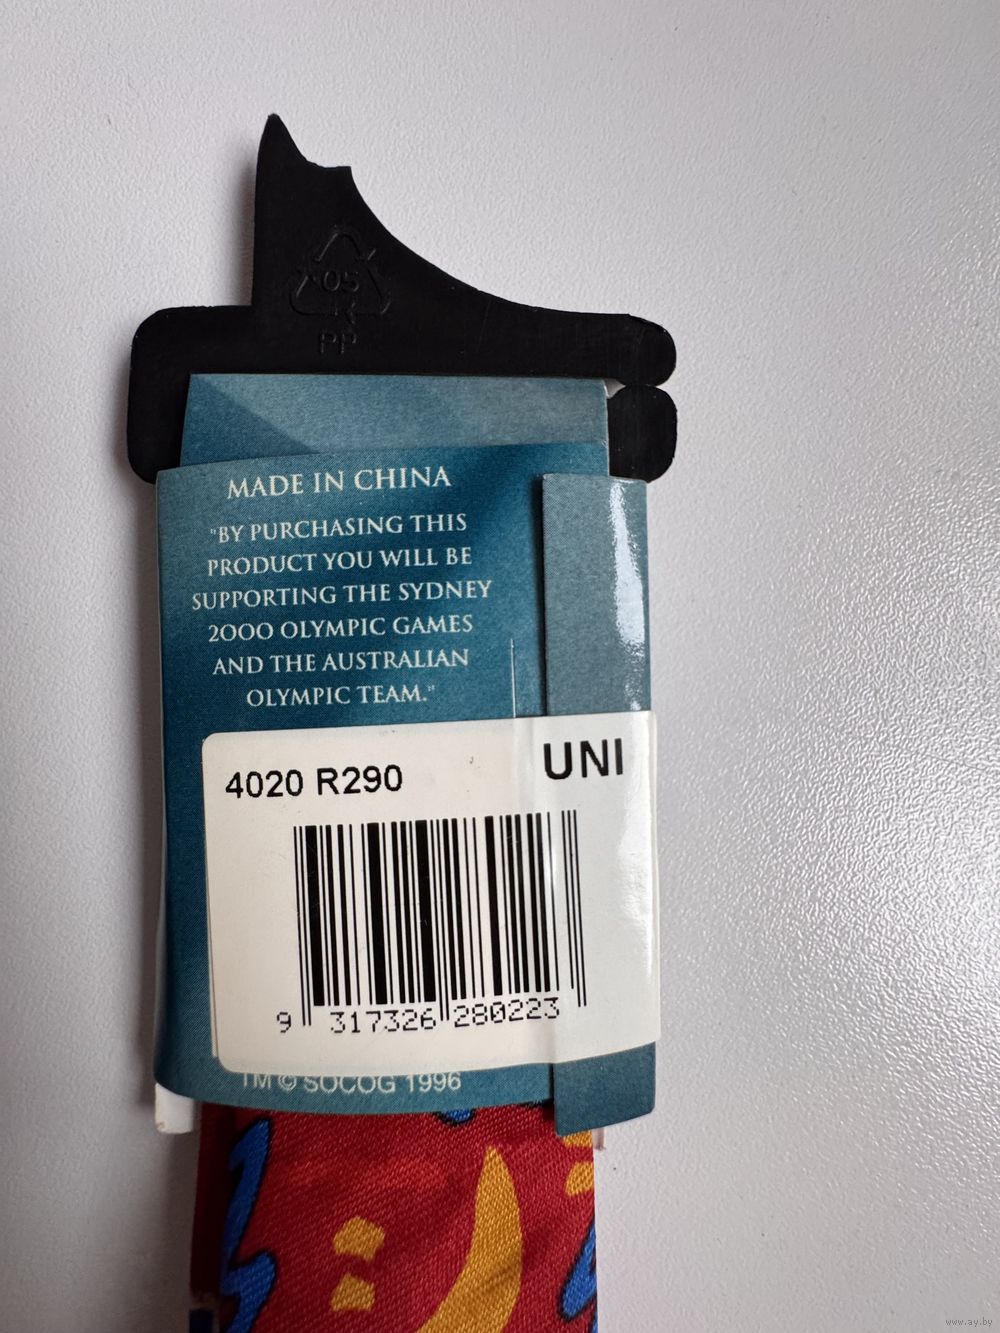 05
PP
MADE IN CHINA
"BY PURCHASING THIS
PRODUCT YOU WILL BE
SUPPORTING THE SYDNEY
2000 OLYMPIC GAMES
AND THE AUSTRALIAN
OLYMPIC TEAM."
4020 R290
UNI
9 317326 280223
TM © SOCOG 1996
www.ay.by